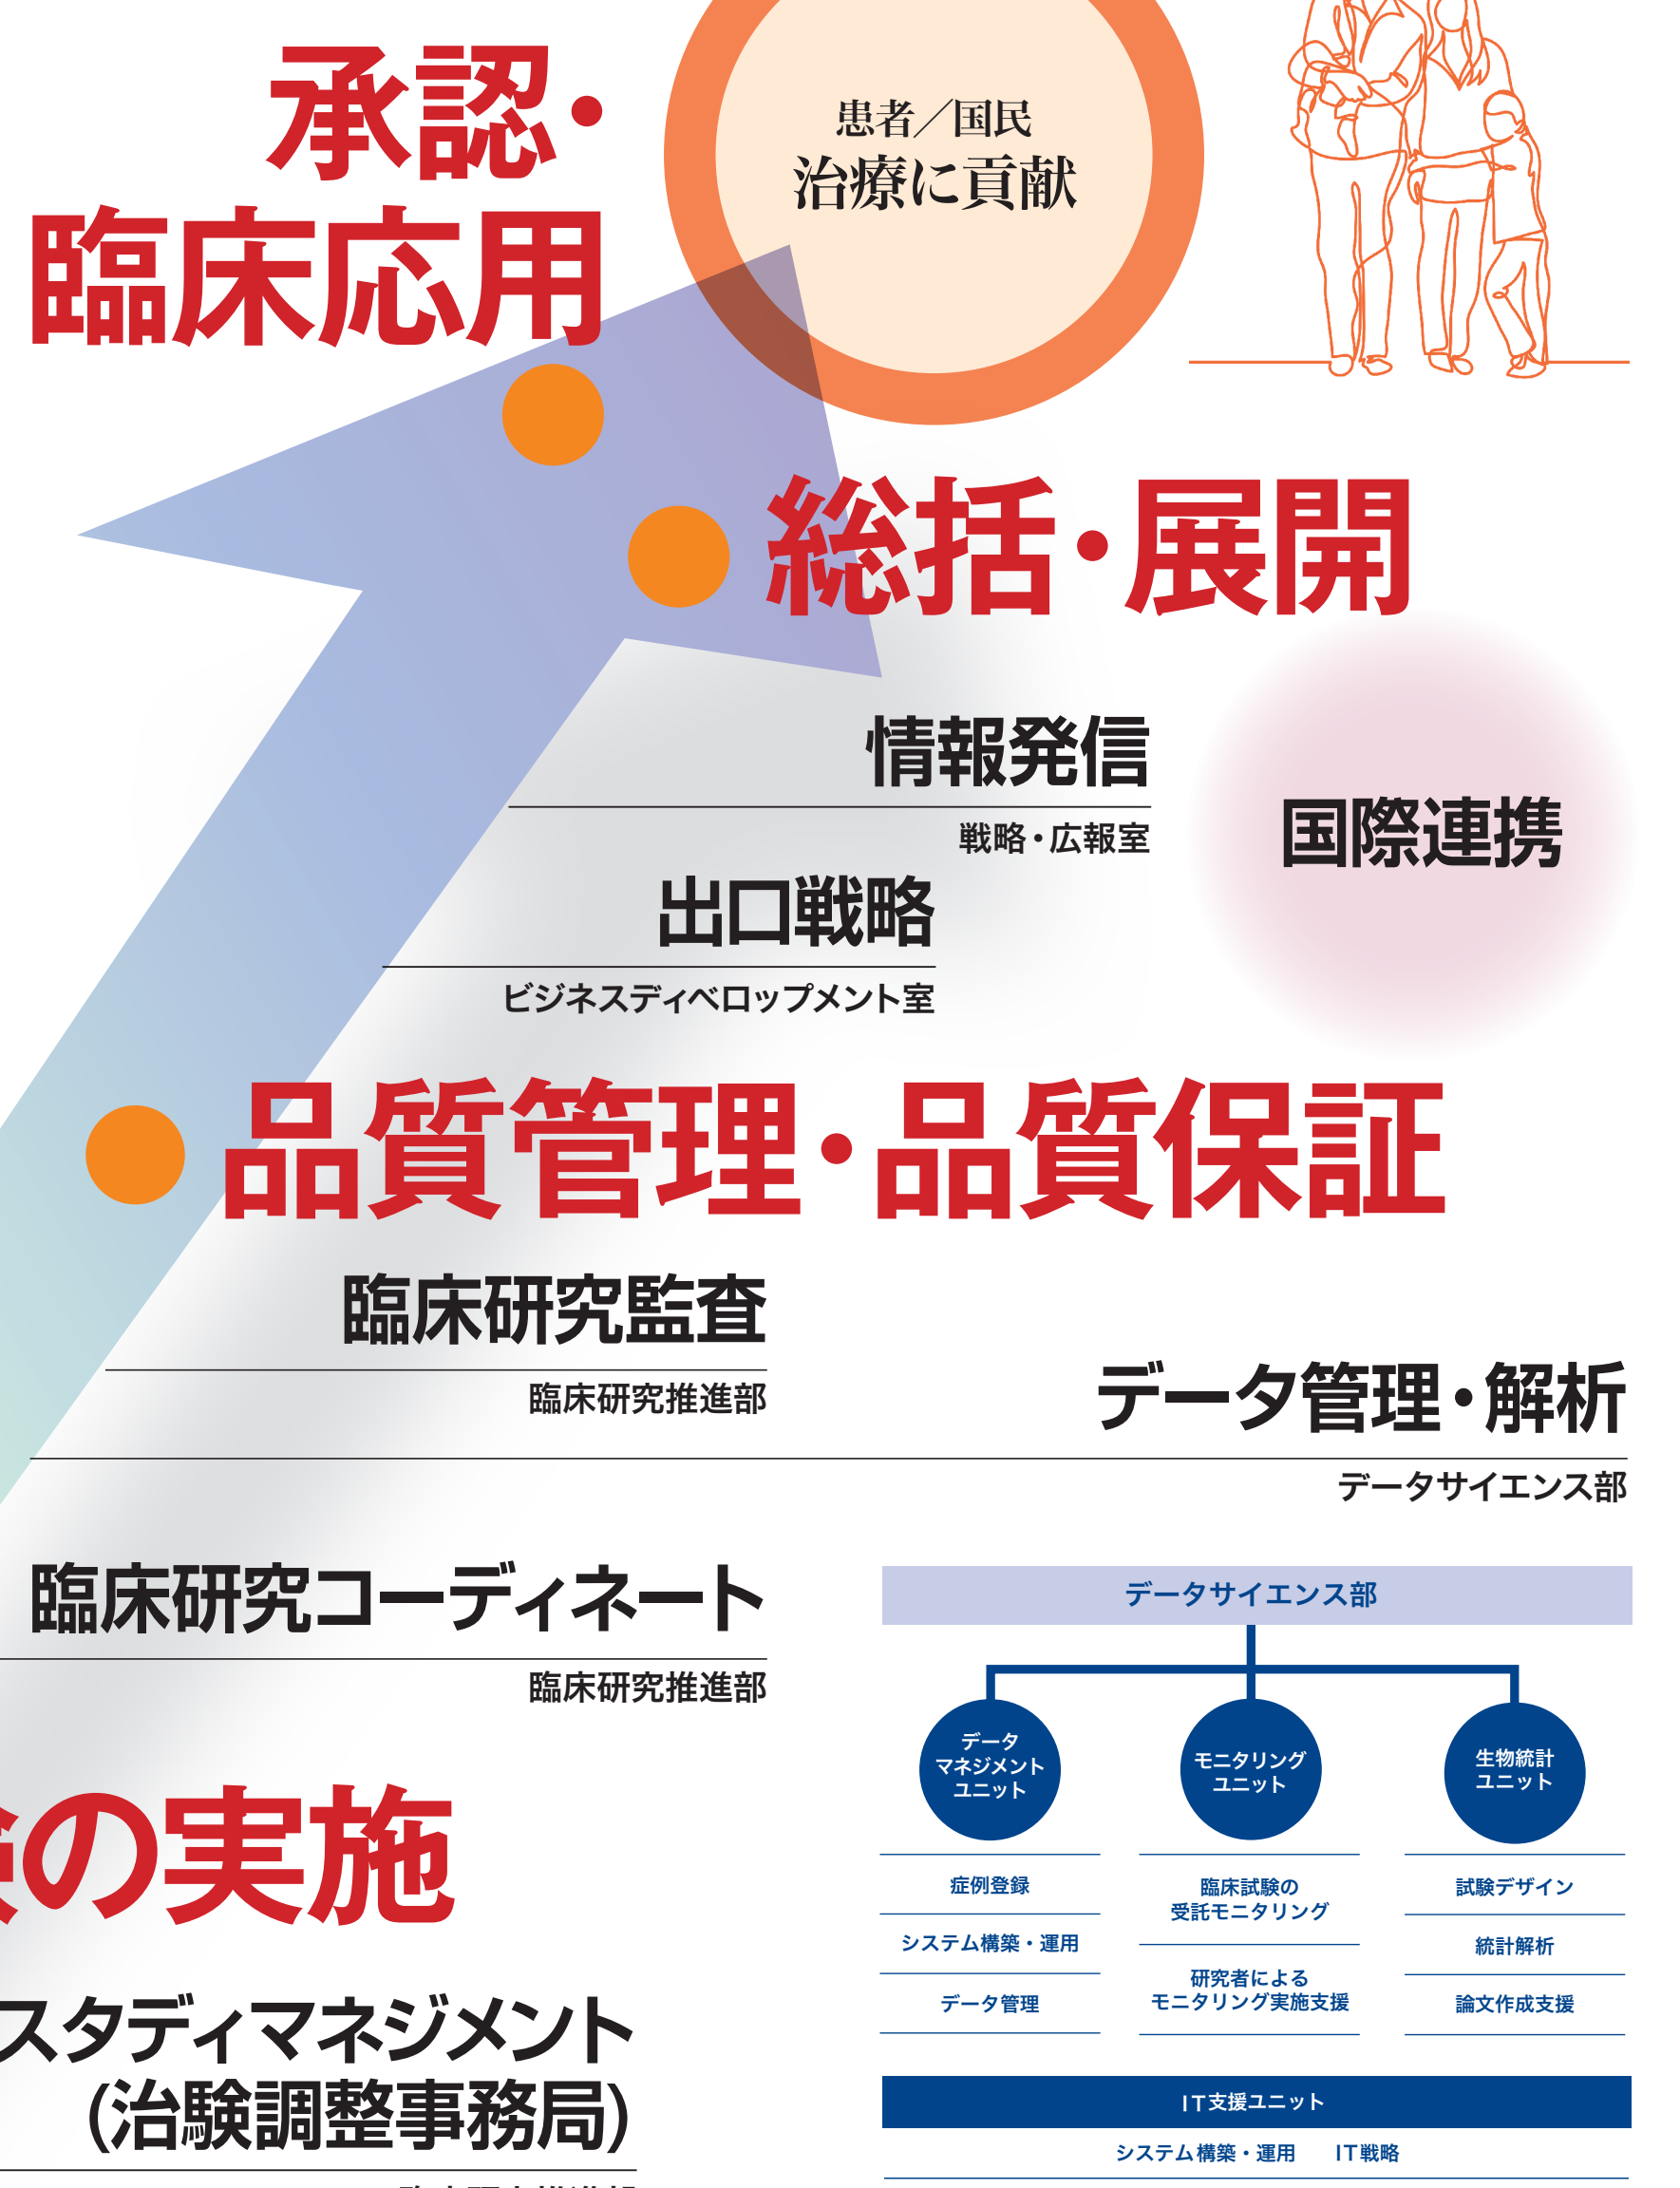 承認・
臨床応用
患者／国民
治療に貢献
総括・展開
情報発信
戦略・広報室
国際連携
出口戦略
ビジネスディベロップメント室
品質管理・品質保証
臨床研究監査
臨床研究推進部
データ管理・解析
データサイエンス部
臨床研究コーディネート
臨床研究推進部
の実施
スタディマネジメント
(治験調整事務局)
データサイエンス部
データ
マネジメント
ユニット
モニタリング
ユニット
生物統計
ユニット
症例登録
システム構築・運用
データ管理
臨床試験の
受託モニタリング
研究者による
モニタリング実施支援
試験デザイン
統計解析
論文作成支援
IT支援ユニット
システム構築・運用　　IT戦略